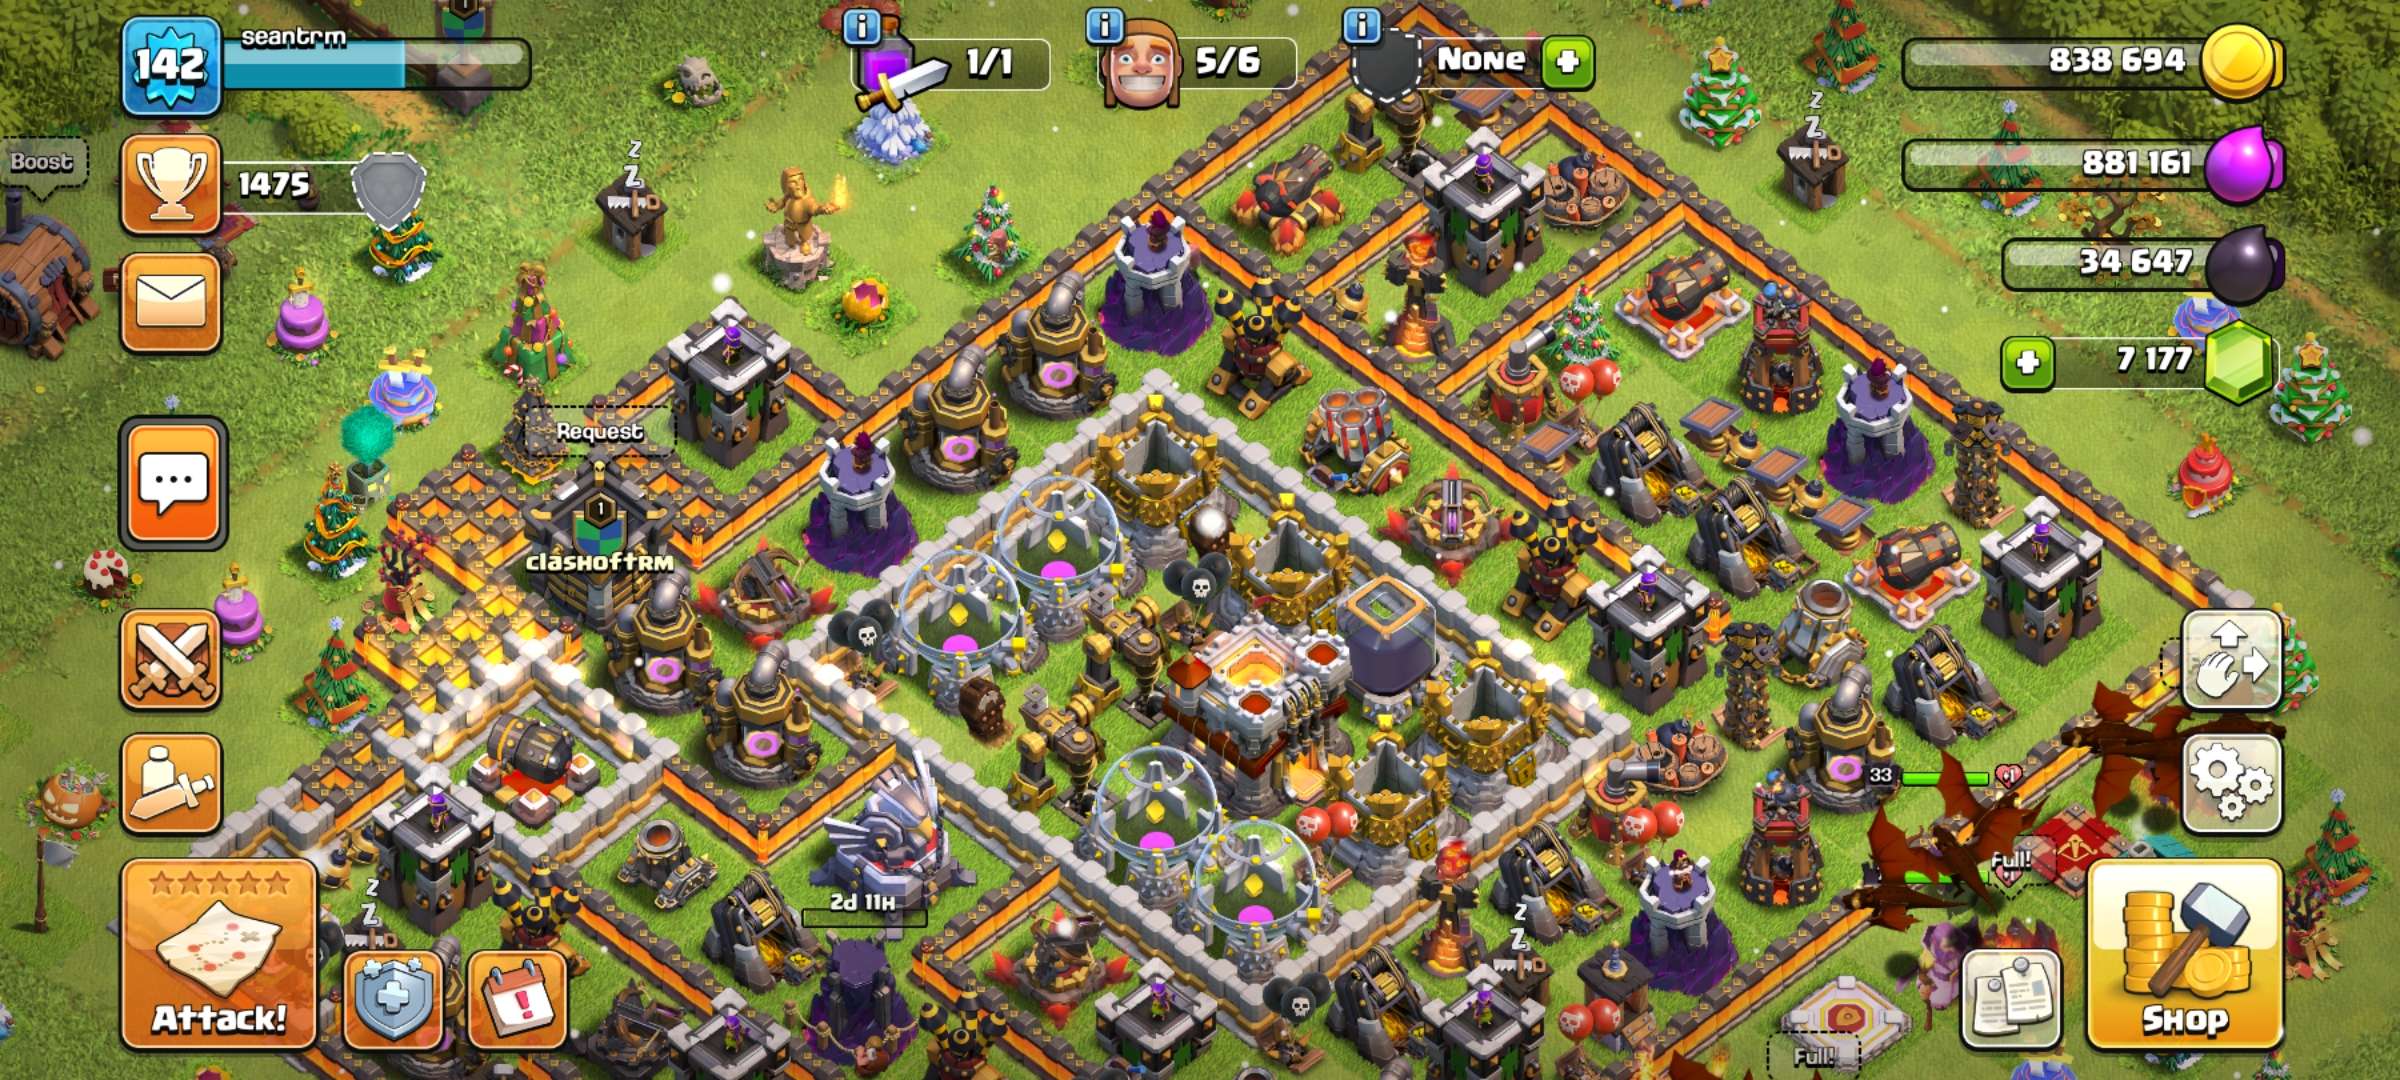 142
seantrm
1/1
5/6
None
838 694
Boost
881 161
1475
34 647
7 177
Request
1
clashoftrm
33
+1
Full!
2d 11H
Attack!
Shop
Full!